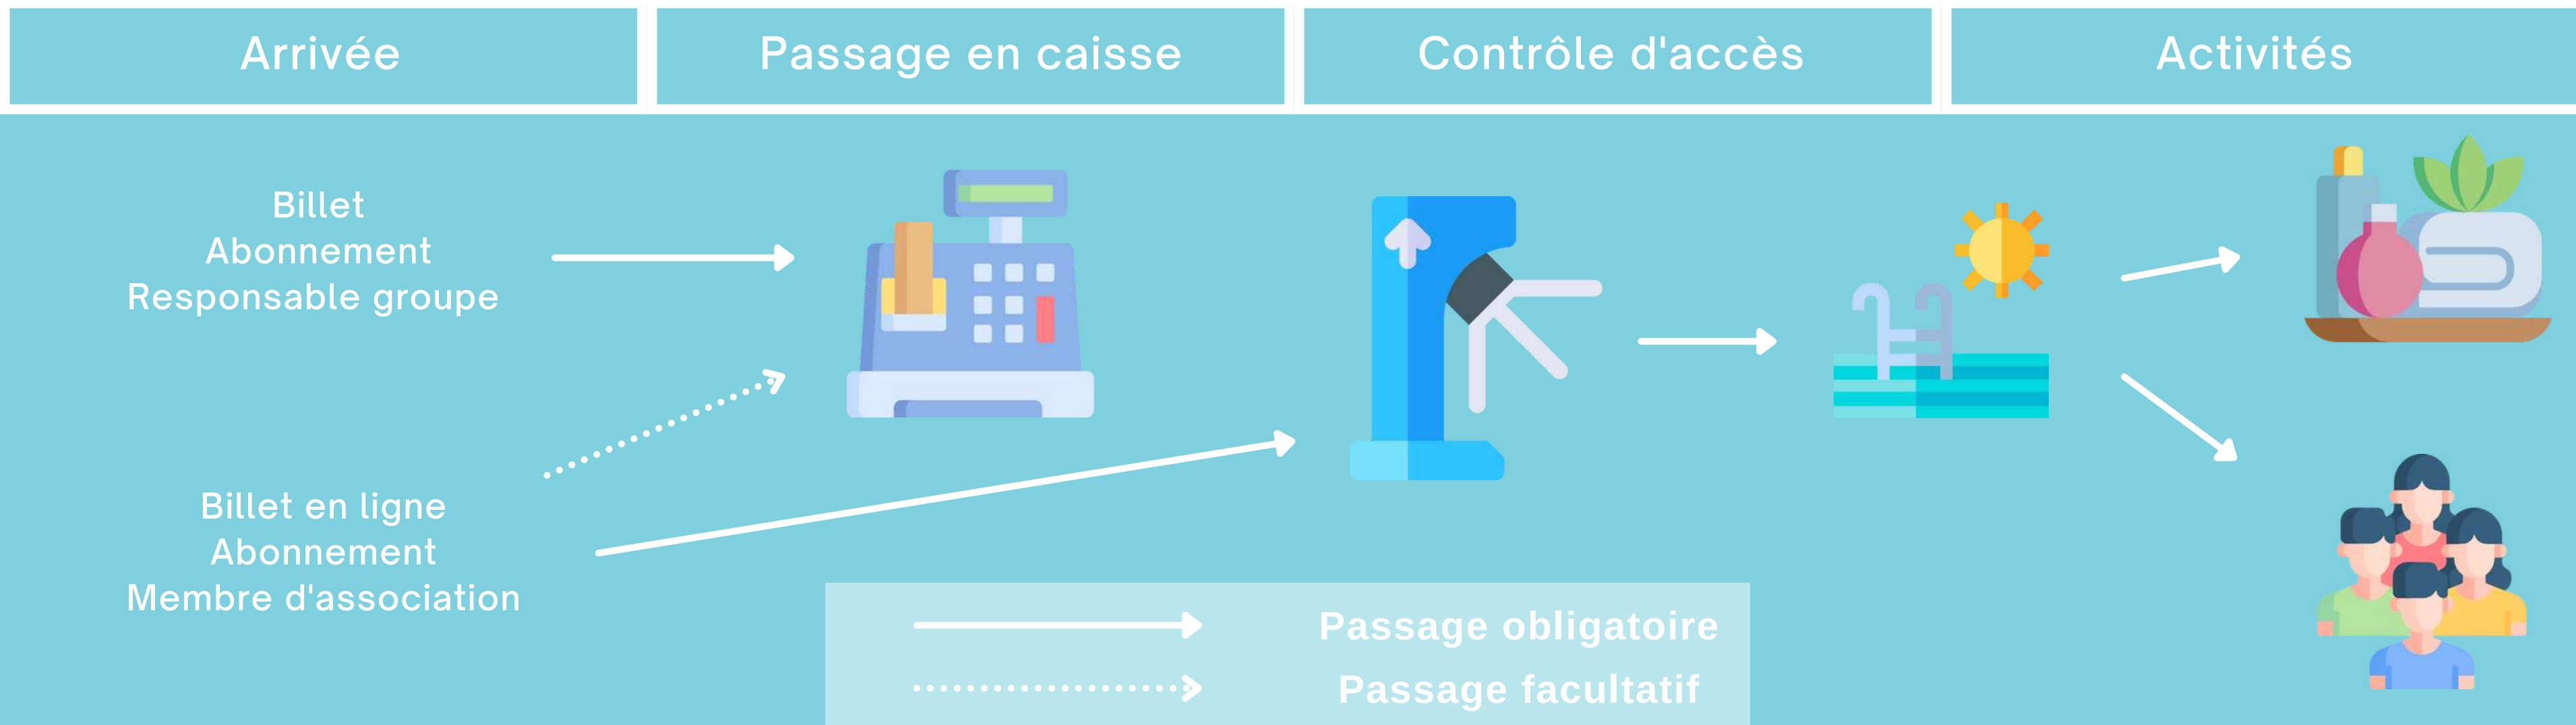 Arrivée
Passage en caisse
Contrôle d'accès
Activités
Billet
Abonnement
Responsable groupe
Billet en ligne
Abonnement
Membre d'association
Passage obligatoire
Passage facultatif